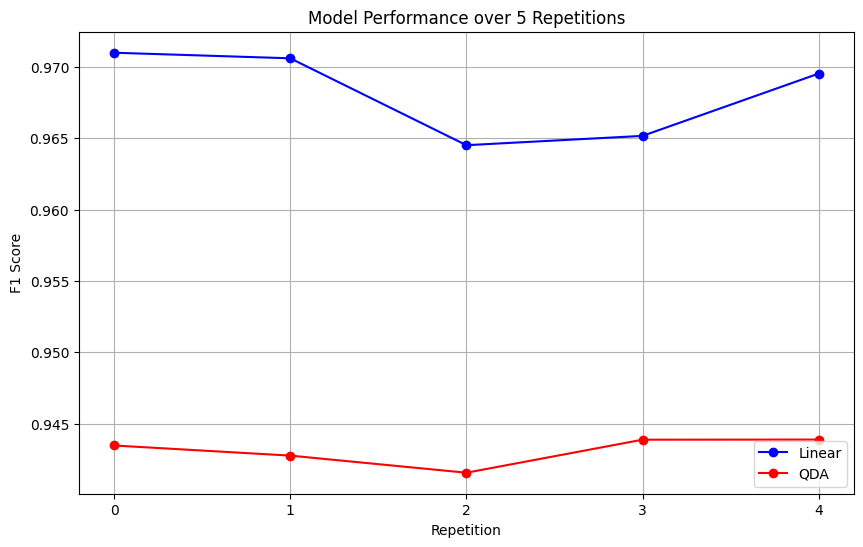 Model Performance over 5 Repetitions
0.970
0.965
0.960
0.955
0.950
0.945
F1 Score
0 1 2 3 4
Repetition
Linear
QDA